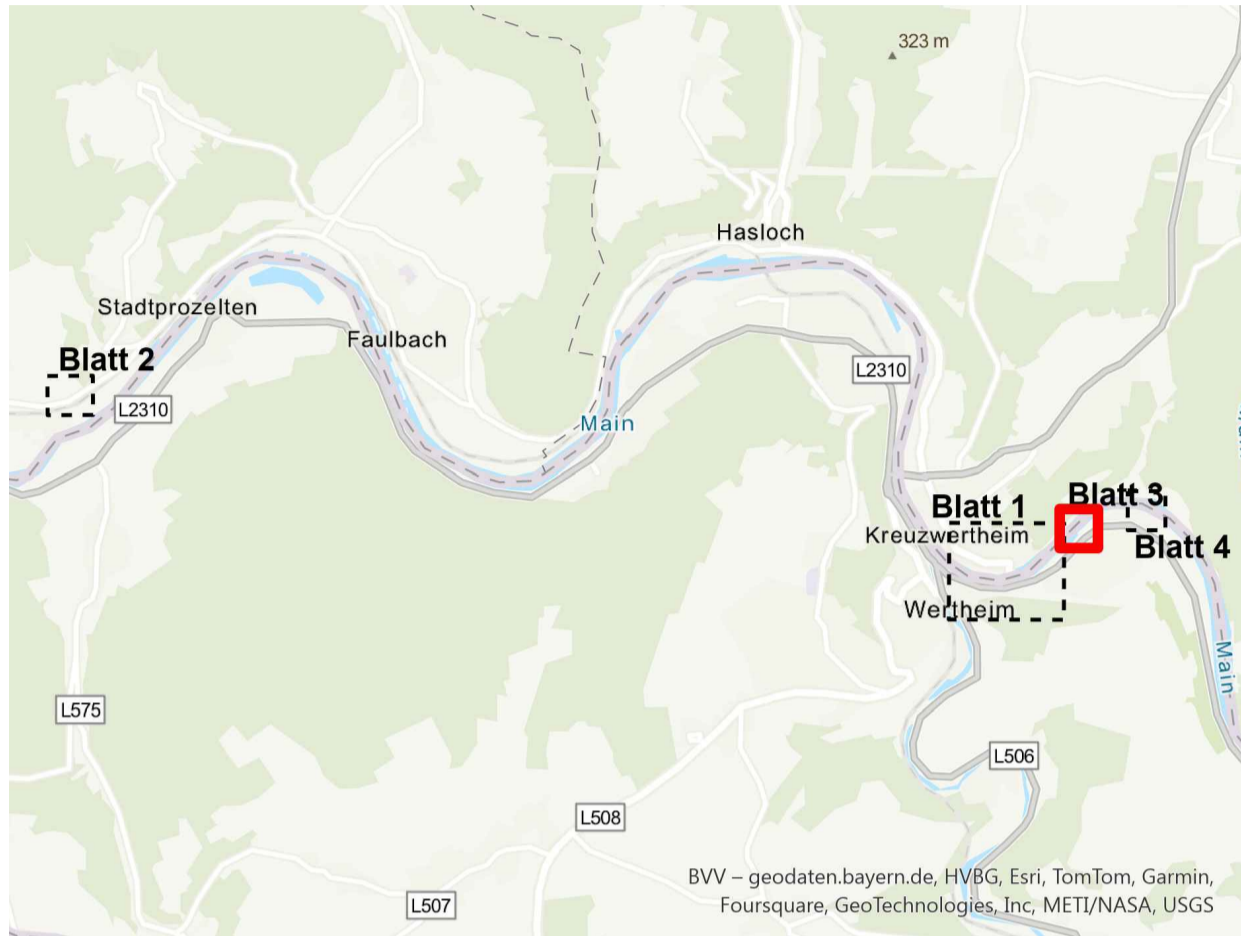 323 m
Hasloch
Stadtprozelten
Faulbach
Blatt 2
L2310
L2310
Main
Blatt 3
Blatt 1
Kreuzwertheim
Blatt 4
Wertheim
Main
L575
L506
L508
L507
BVV – geodaten.bayern.de, HVBG, Esri, TomTom, Garmin,
Foursquare, GeoTechnologies, Inc, METI/NASA, USGS